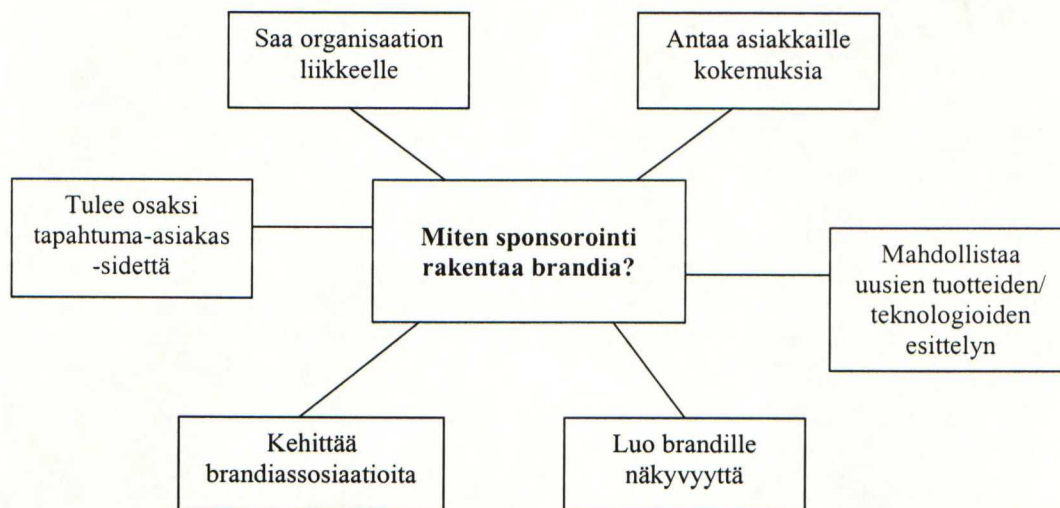 Saa organisaation
liikkeelle
Antaa asiakkaille
kokemuksia
Tulee osaksi
tapahtuma-asiakas
-sidettä
Miten sponsorointi
rakentaa brandia?
Mahdollistaa
uusien tuotteiden/
teknologioiden
esittelyn
Kehittää
brandiassosiaatioita
Luo brandille
näkyvyyttä